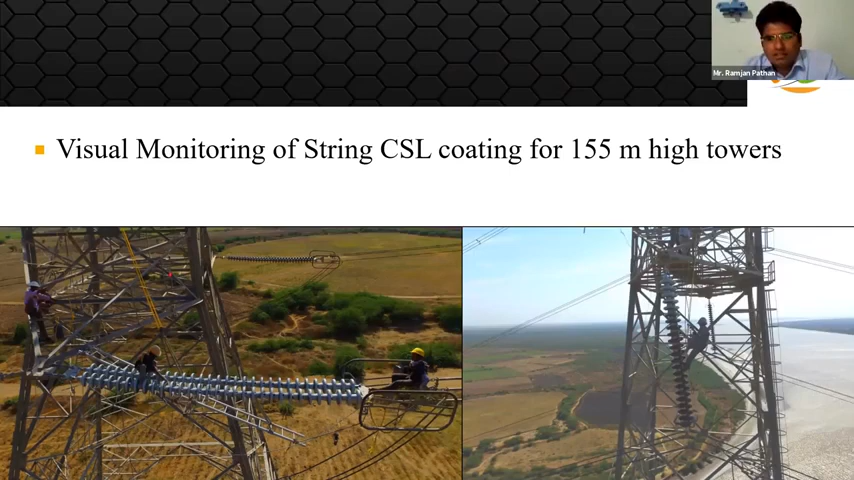 Mr. Ramjan Pathan
Visual Monitoring of String CSL coating for 155 m high towers